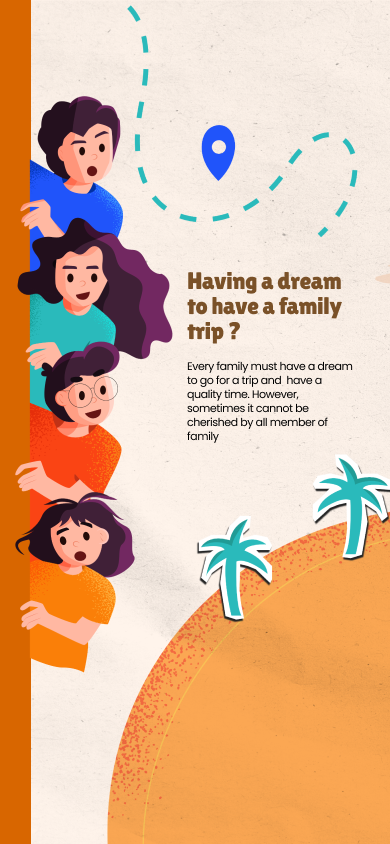 Having a dream
to have a family
trip ?
Every family must have a dream
to go for a trip and  have a
quality time. However,
sometimes it cannot be
cherished by all member of
family